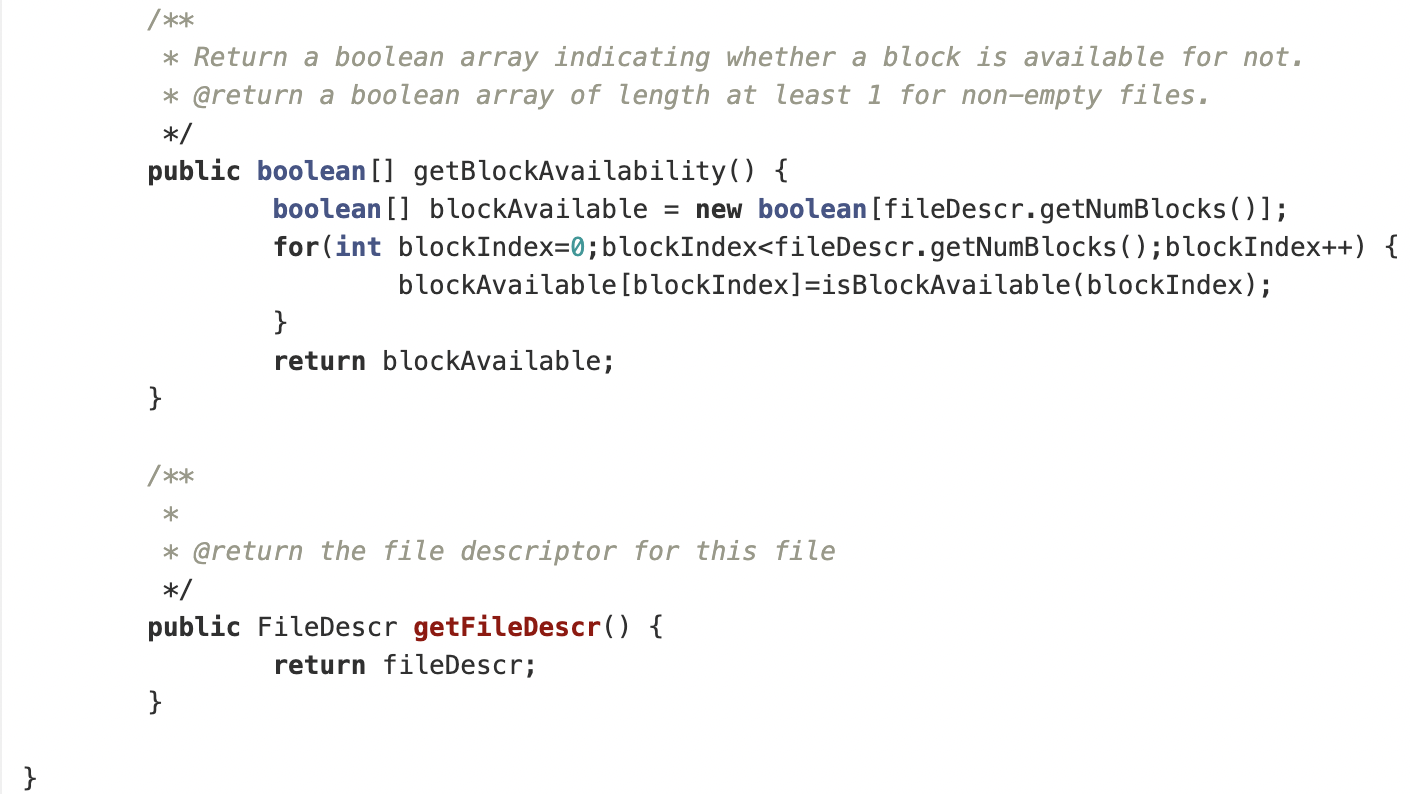 /**
* Return a boolean array indicating whether a block is available for not.
* @return a boolean array of length at least 1 for non-empty files.
*/
public boolean[] getBlockAvailability() {
boolean[] blockAvailable = new boolean[fileDescr.getNumBlocks()];
for(int blockIndex=0;blockIndex<fileDescr.getNumBlocks();blockIndex++) {
blockAvailable[blockIndex]=isBlockAvailable(blockIndex);
}
return blockAvailable;
}
/**
*
* @return the file descriptor for this file
*/
public FileDescr getFileDescr() {
return fileDescr;
}
}